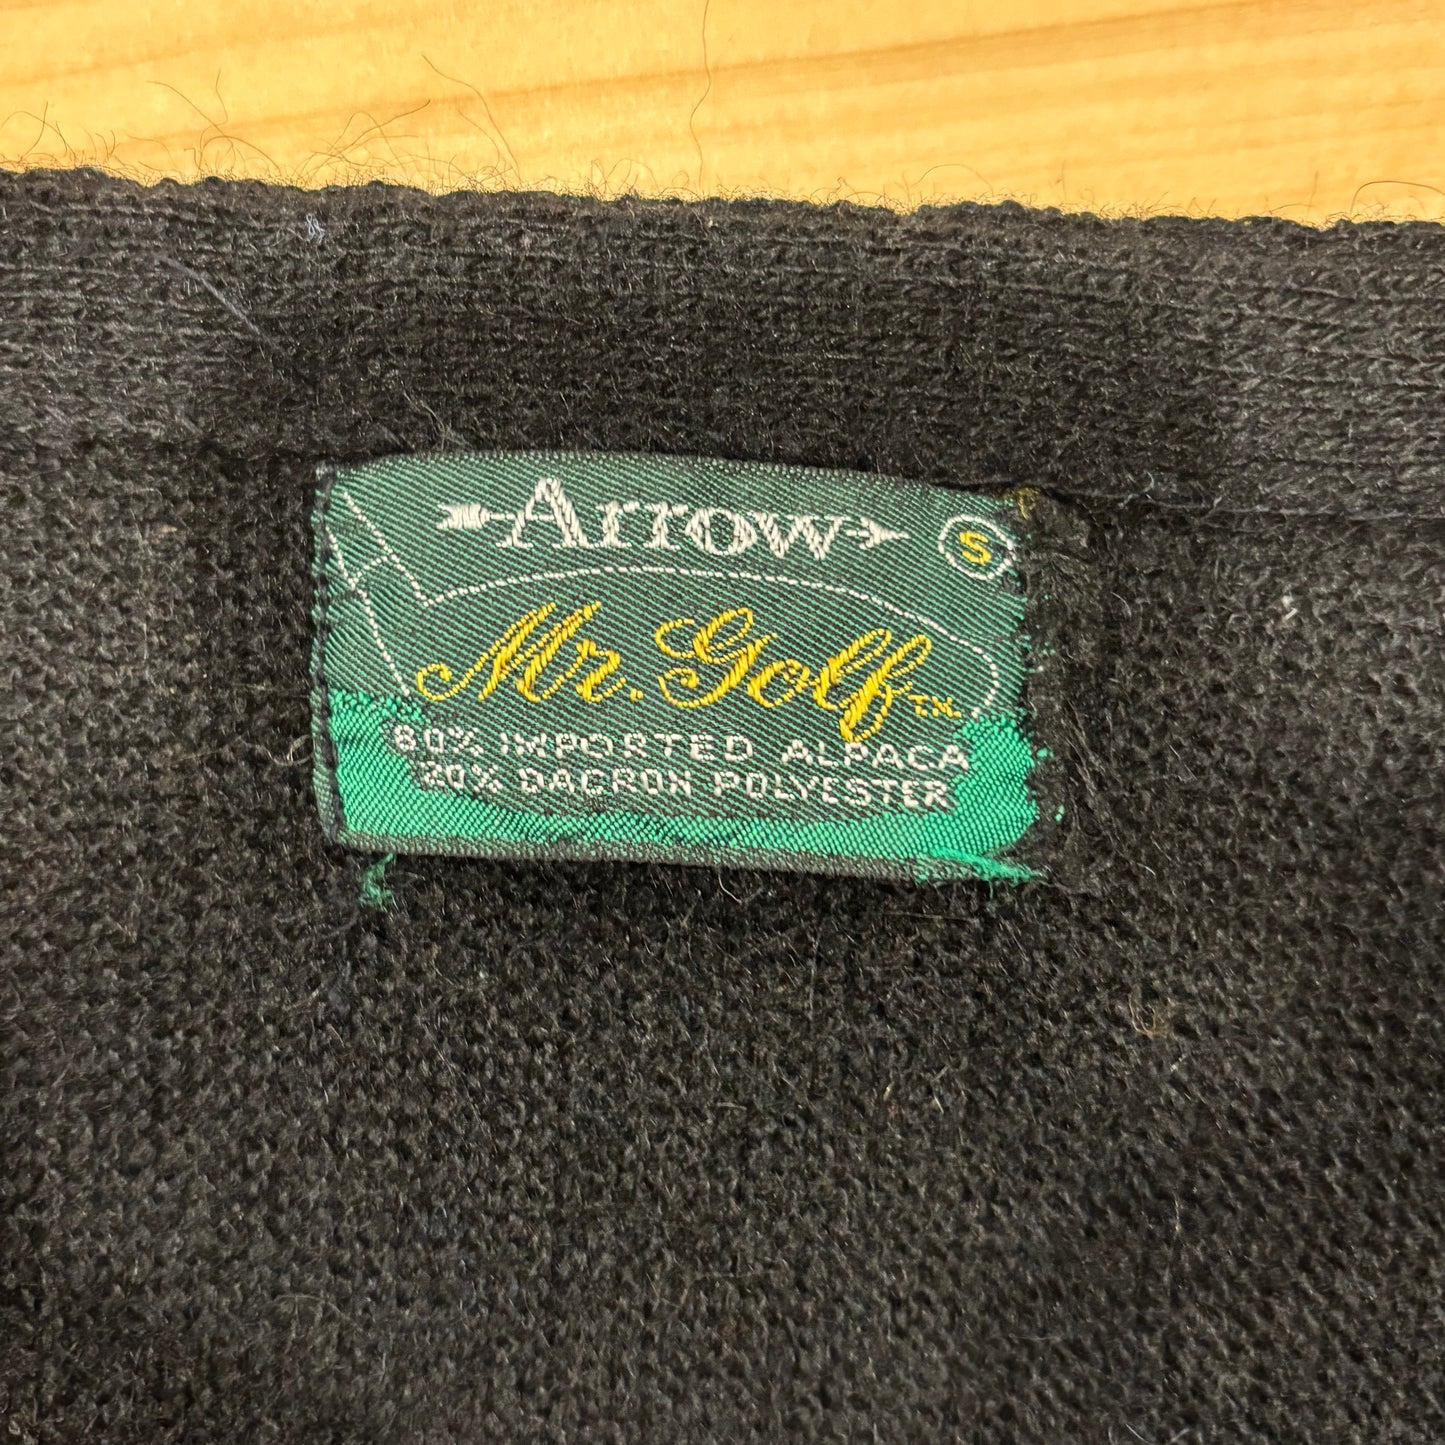 Arrow S
Mr. Golf T.N.
80% IMPORTED ALPACA
20% DACRON POLYESTER